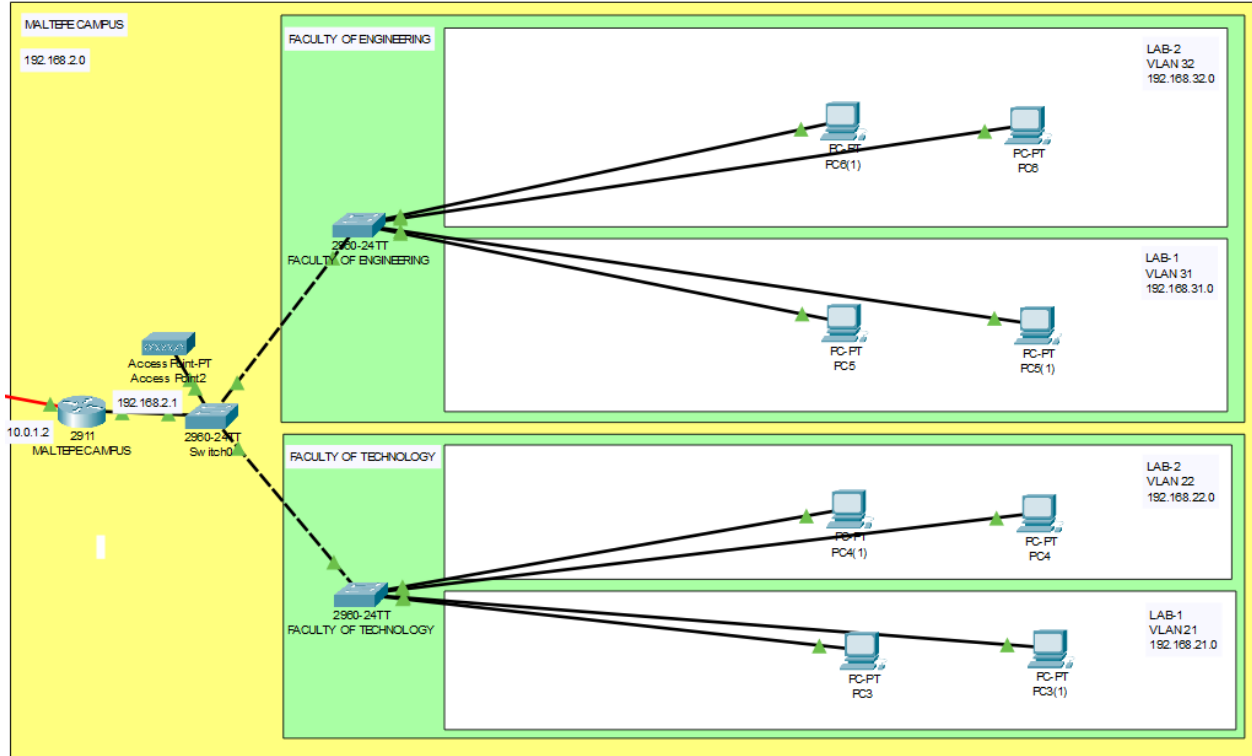 MALTEPE CAMPUS
192.168.2.0
FACULTY OF ENGINEERING
LAB-2
VLAN 32
192.168.32.0
PC-PT
PC6(1)
PC-PT
PC6
2960-24TT
FACULTY OF ENGINEERING
LAB-1
VLAN 31
192.168.31.0
PC-PT
PC5
PC-PT
PC5(1)
Access Point-PT
Access Point2
192.168.2.1
10.0.1.2
2911
MALTEPE CAMPUS
2960-24TT
Switch0
FACULTY OF TECHNOLOGY
LAB-2
VLAN 22
192.168.22.0
PC-PT
PC4(1)
PC-PT
PC4
2960-24TT
FACULTY OF TECHNOLOGY
LAB-1
VLAN 21
192.168.21.0
PC-PT
PC3
PC-PT
PC3(1)